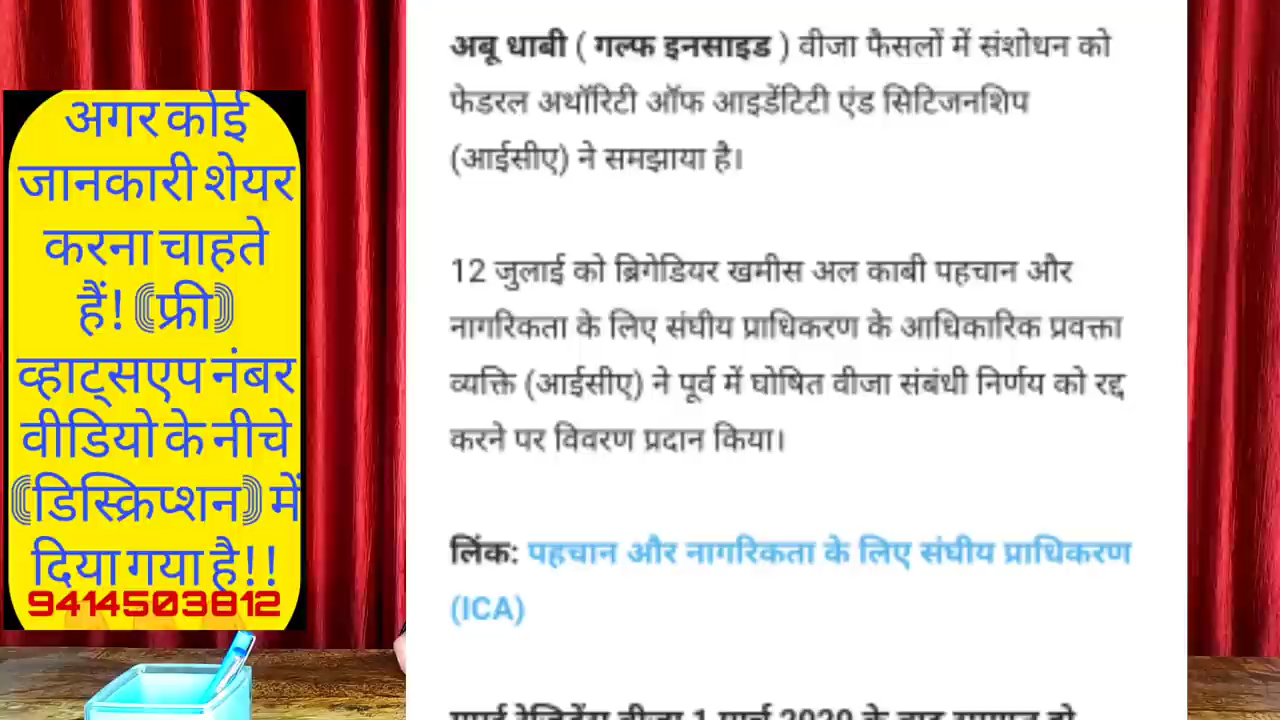 अगर कोई
जानकारी शेयर
करना चाहते
हैं! 《फ्री》
व्हाट्सएप नंबर
वीडियो के नीचे
《डिस्क्रिप्शन》 में
दिया गया है!!
9414503812
अबू धाबी ( गल्फ इनसाइड ) वीजा फैसलों में संशोधन को
फेडरल अथॉरिटी ऑफ आइडेंटिटी एंड सिटिजनशिप
(आईसीए) ने समझाया है।
12 जुलाई को ब्रिगेडियर खमीस अल काबी पहचान और
नागरिकता के लिए संघीय प्राधिकरण के आधिकारिक प्रवक्ता
व्यक्ति (आईसीए) ने पूर्व में घोषित वीजा संबंधी निर्णय को रद्द
करने पर विवरण प्रदान किया।
लिंक: पहचान और नागरिकता के लिए संघीय प्राधिकरण
(ICA)
वीजा 1 मार्च 2020 के बाद